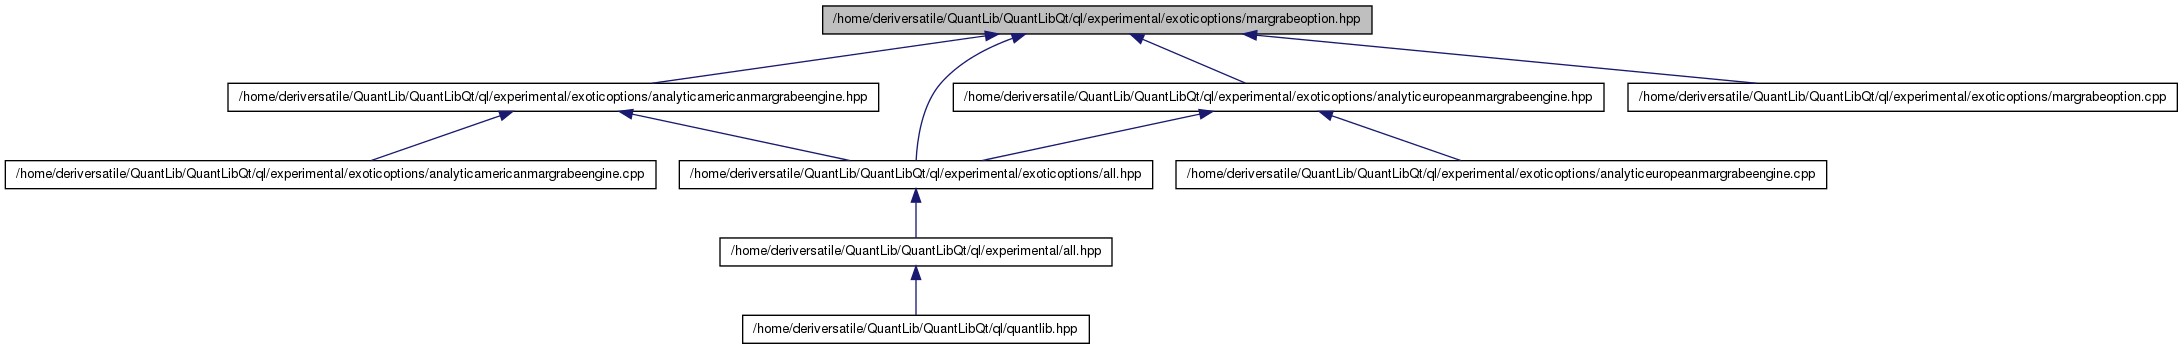 /home/deriversatile/QuantLib/QuantLibQt/ql/experimental/exoticoptions/margrabeoption.hpp
/home/deriversatile/QuantLib/QuantLibQt/ql/experimental/exoticoptions/analyticamericanmargrabeengine.hpp
/home/deriversatile/QuantLib/QuantLibQt/ql/experimental/exoticoptions/analyticeuropeanmargrabeengine.hpp
/home/deriversatile/QuantLib/QuantLibQt/ql/experimental/exoticoptions/margrabeoption.cpp
/home/deriversatile/QuantLib/QuantLibQt/ql/experimental/exoticoptions/analyticamericanmargrabeengine.cpp
/home/deriversatile/QuantLib/QuantLibQt/ql/experimental/exoticoptions/all.hpp
/home/deriversatile/QuantLib/QuantLibQt/ql/experimental/exoticoptions/analyticeuropeanmargrabeengine.cpp
/home/deriversatile/QuantLib/QuantLibQt/ql/experimental/all.hpp
/home/deriversatile/QuantLib/QuantLibQt/ql/quantlib.hpp